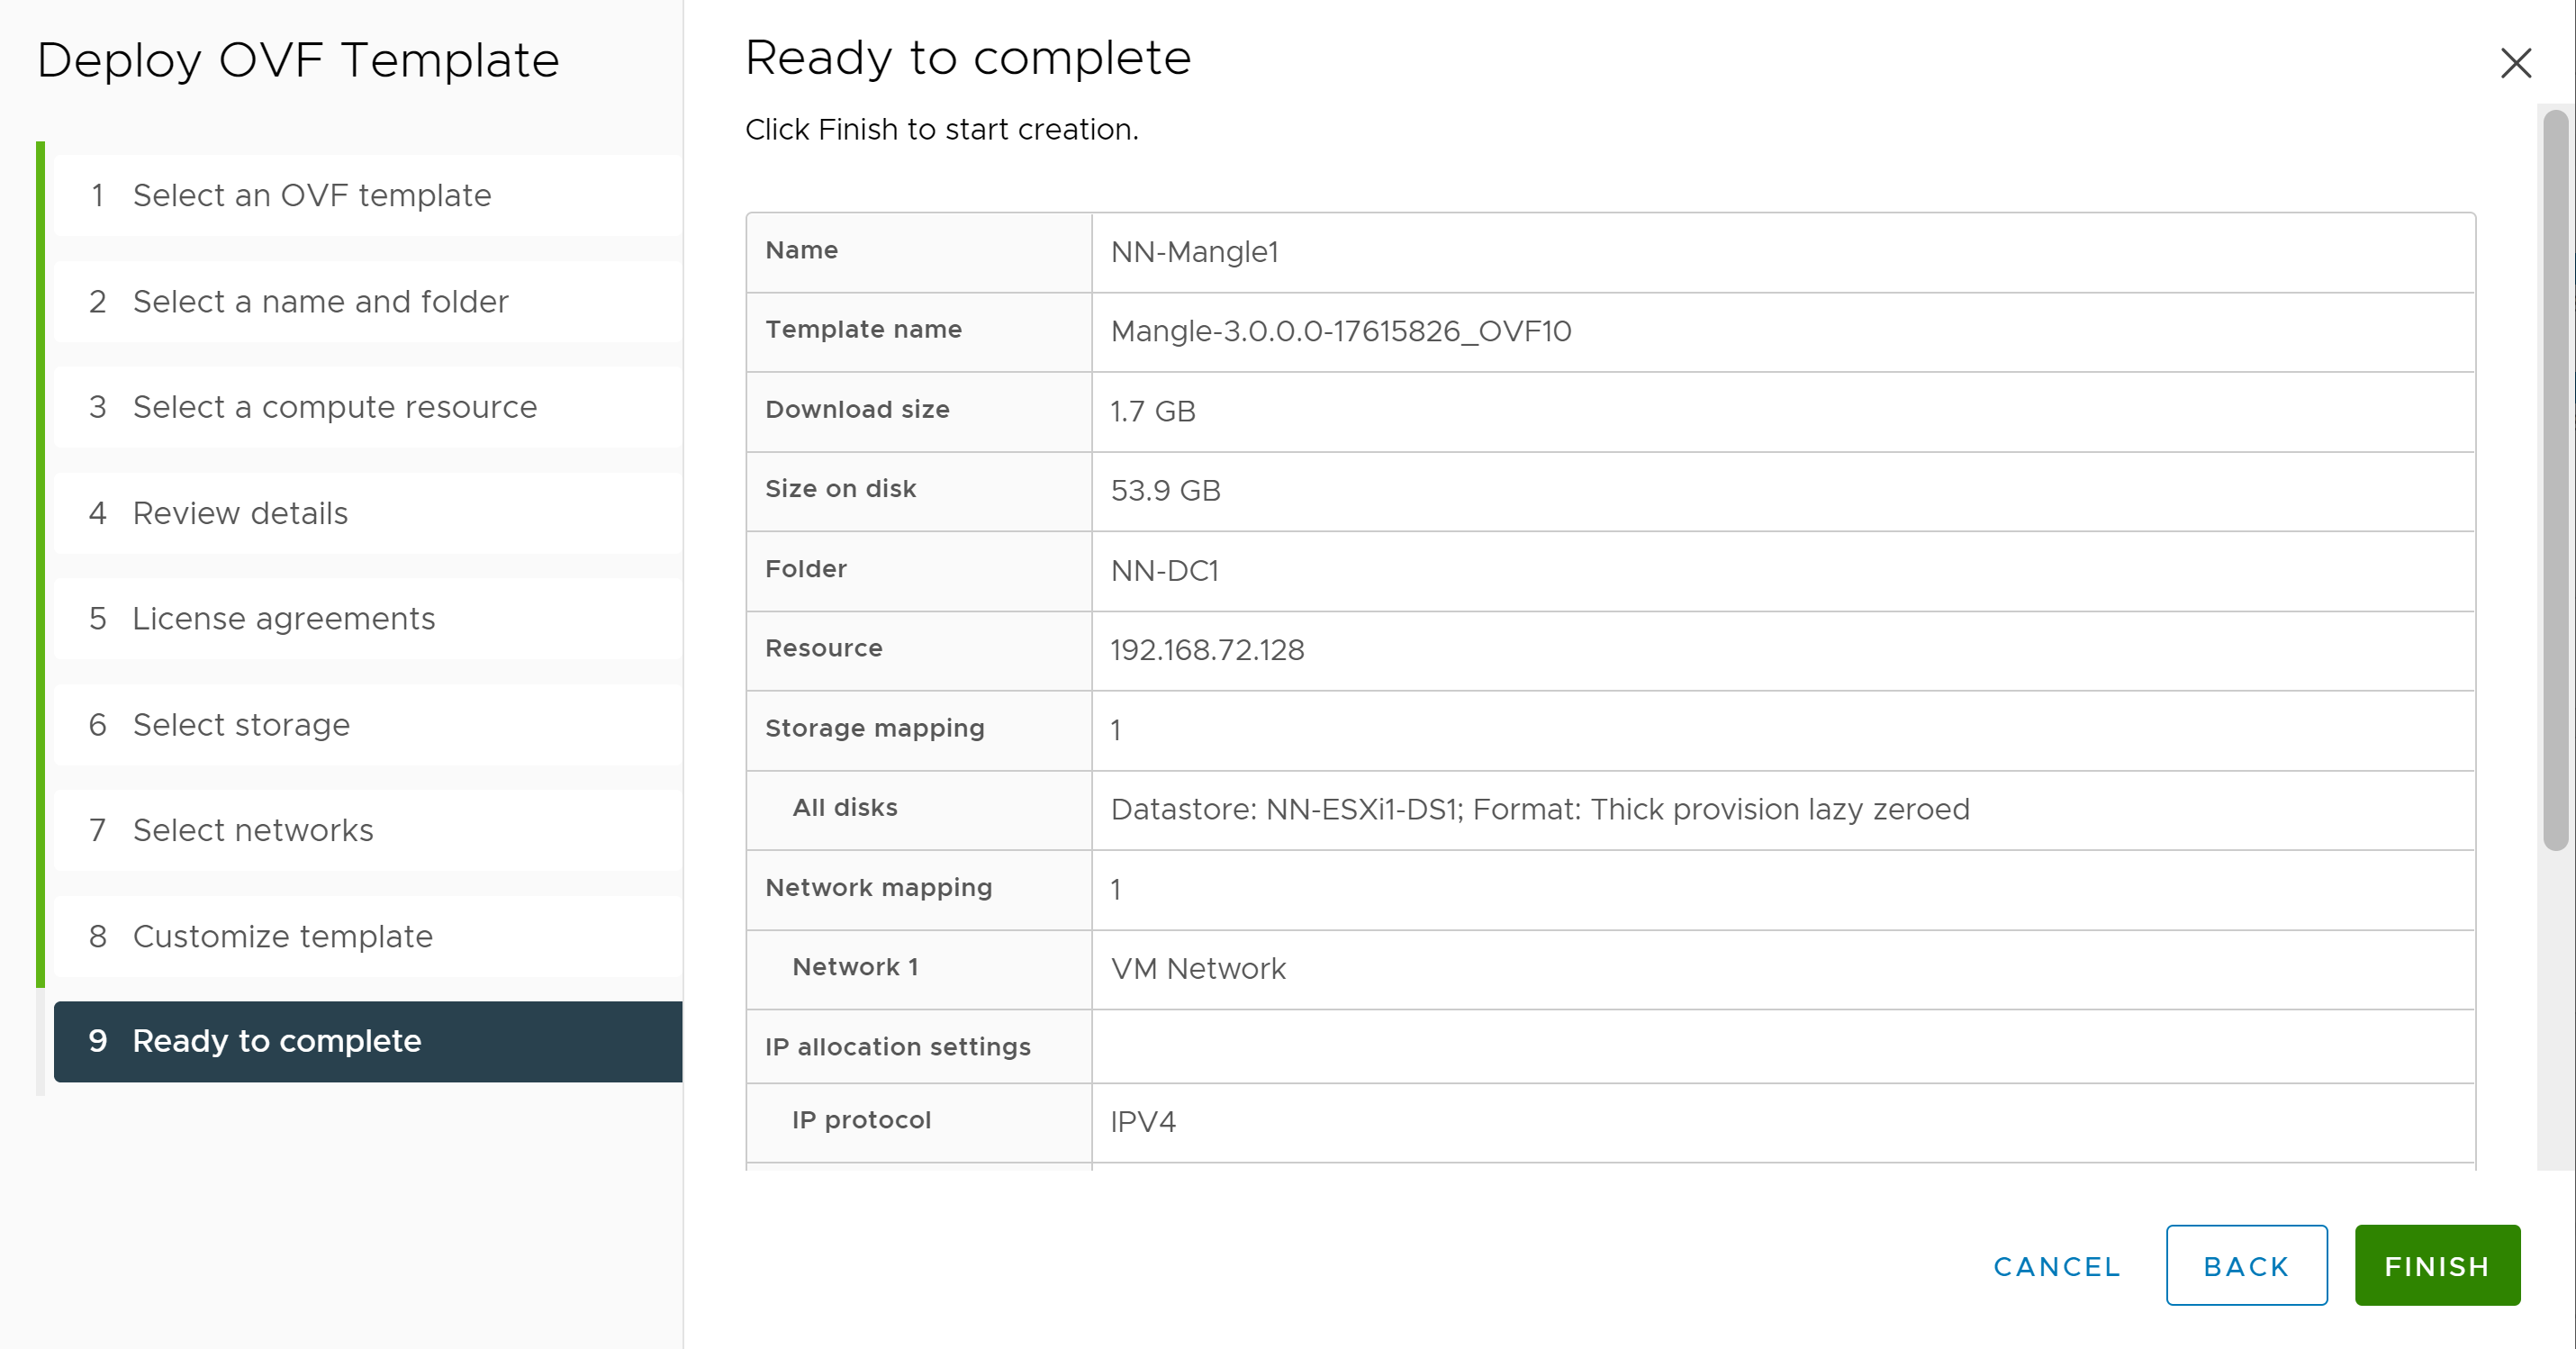 Deploy OVF Template
1 Select an OVF template
2 Select a name and folder
3 Select a compute resource
4 Review details
5 License agreements
6 Select storage
7 Select networks
8 Customize template
9 Ready to complete
Ready to complete
Click Finish to start creation.
Name NN-Mangle1
Template name Mangle-3.0.0.0-17615826_OVF10
Download size 1.7 GB
Size on disk 53.9 GB
Folder NN-DC1
Resource 192.168.72.128
Storage mapping 1
All disks Datastore: NN-ESXi1-DS1; Format: Thick provision lazy zeroed
Network mapping 1
Network 1 VM Network
IP allocation settings
IP protocol IPV4
CANCEL BACK FINISH